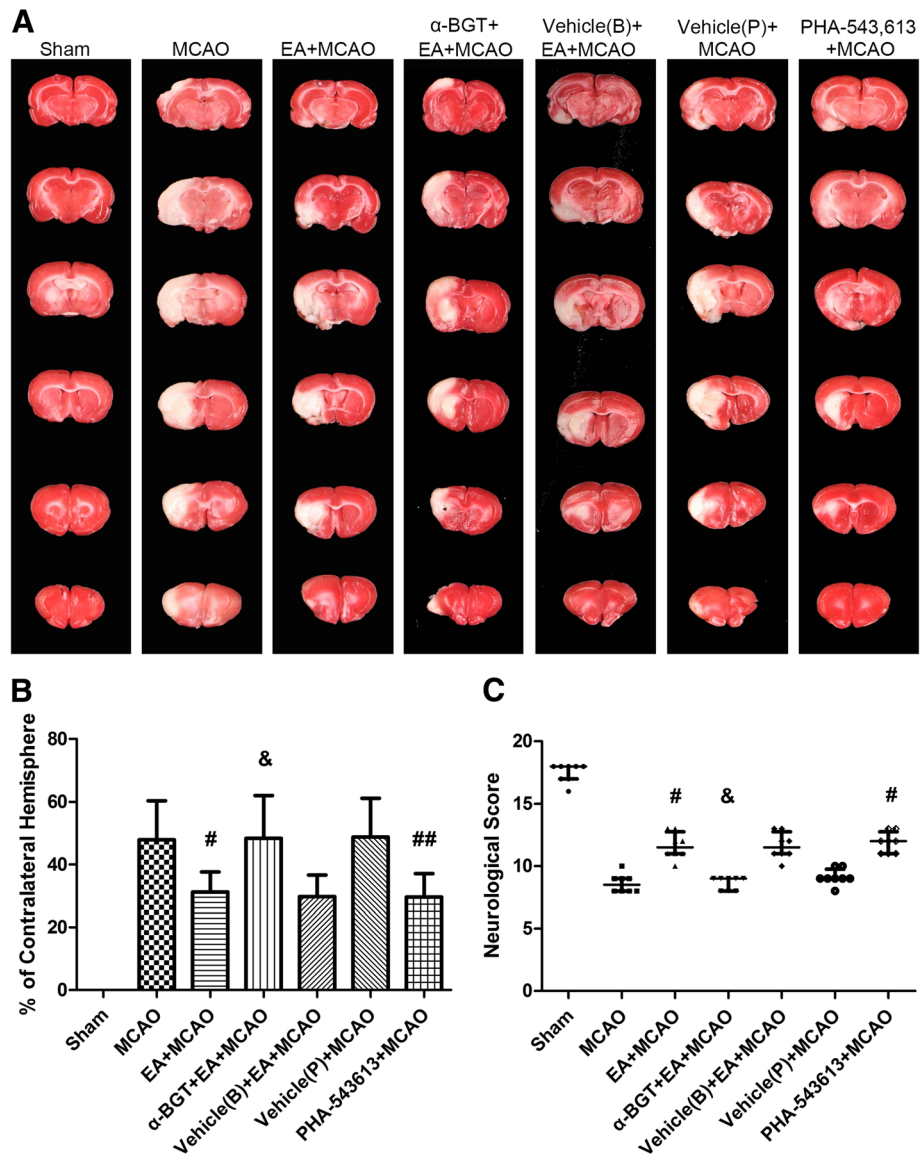 A
Sham
MCAO
EA+MCAO
α-BGT+
EA+MCAO
Vehicle(B)+
EA+MCAO
Vehicle(P)+
MCAO
PHA-543,613
+MCAO
B
% of Contralateral Hemisphere
80
60
40
20
0
&
#
##
Sham
MCAO
EA+MCAO
α-BGT+EA+MCAO
Vehicle(B)+EA+MCAO
Vehicle(P)+MCAO
PHA-543613+MCAO
C
Neurological Score
20
15
10
5
0
#
&
#
Sham
MCAO
EA+MCAO
α-BGT+EA+MCAO
Vehicle(B)+EA+MCAO
Vehicle(P)+MCAO
PHA-543613+MCAO